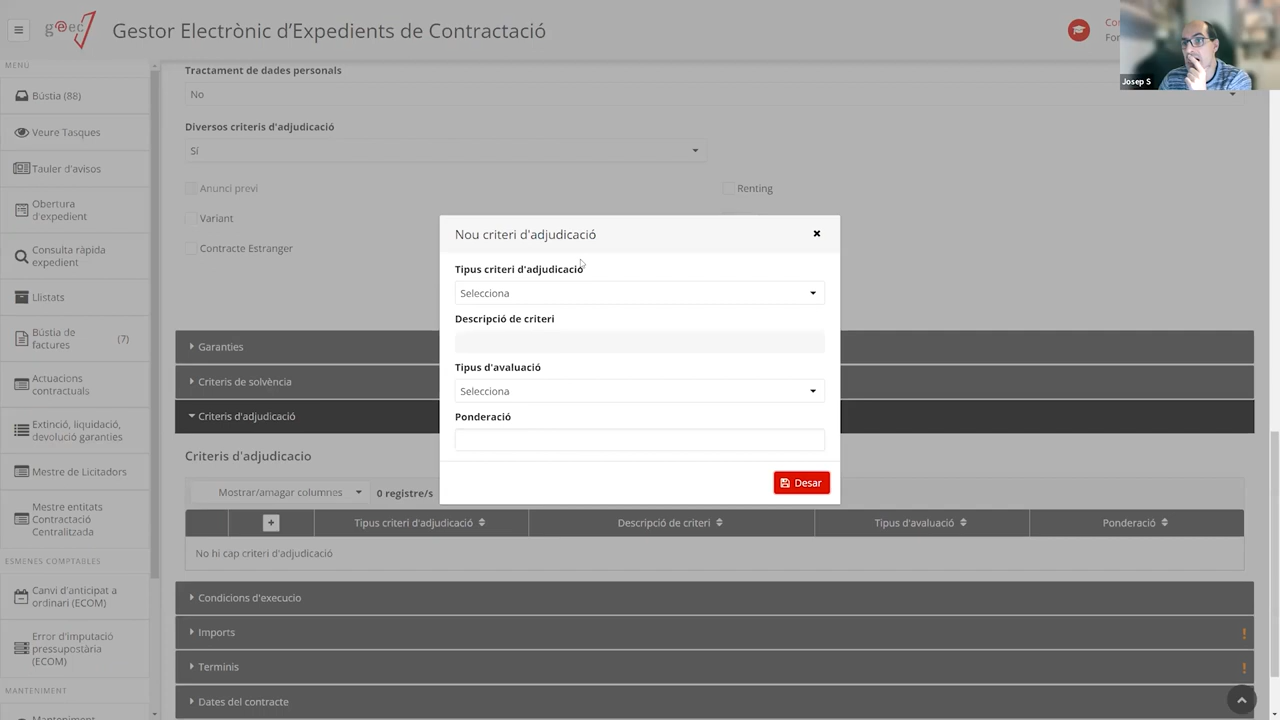 g@ec
Gestor Electrònic d'Expedients de Contractació
Josep S
MENÚ
Bústia (88)
Veure Tasques
Tauler d'avisos
Obertura
d'expedient
Consulta ràpida
expedient
Llistats
Bústia de
factures
(7)
Actuacions
contractuals
Extinció, liquidació,
devolució garanties
Mestre de Licitadors
Mestre entitats
Contractació
Centralitzada
ESMENES COMPTABLES
Canvi d'anticipat a
ordinari (ECOM)
Error d'imputació
pressupostària
(ECOM)
MANTENIMENT
Manteniment
Tractament de dades personals
No
Diversos criteris d'adjudicació
Sí
Anunci previ
Renting
Variant
Contracte Estranger
Nou criteri d'adjudicació
Tipus criteri d'adjudicació
Selecciona
Descripció de criteri
Tipus d'avaluació
Selecciona
Ponderació
Desar
Garanties
Criteris de solvència
Criteris d'adjudicació
Criteris d'adjudicacio
Mostrar/amagar columnes
0 registre/s
Tipus criteri d'adjudicació
Descripció de criteri
Tipus d'avaluació
Ponderació
No hi cap criteri d'adjudicació
Condicions d'execucio
Imports
Terminis
Dates del contracte